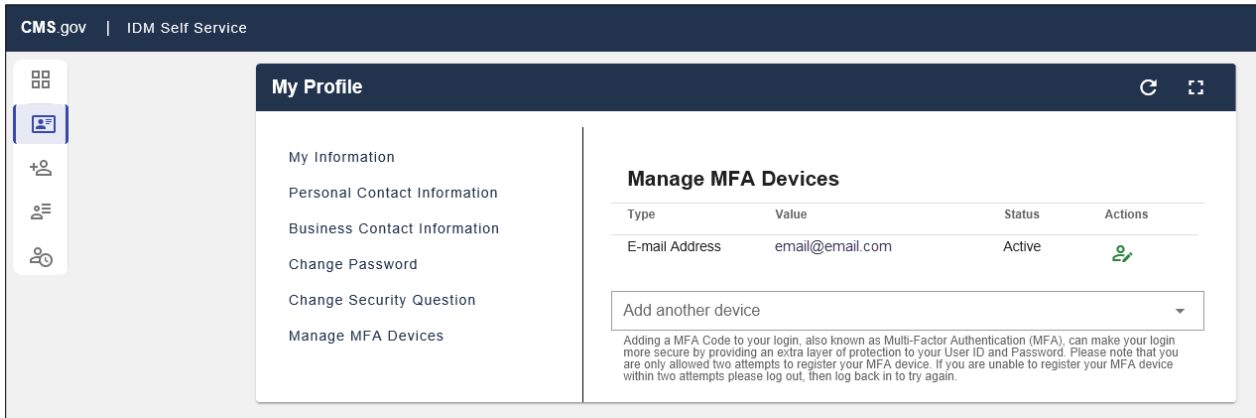 CMS.gov | IDM Self Service
My Profile
My Information
Personal Contact Information
Business Contact Information
Change Password
Change Security Question
Manage MFA Devices
Manage MFA Devices
Type Value Status Actions
E-mail Address email@email.com Active
Add another device
Adding a MFA Code to your login, also known as Multi-Factor Authentication (MFA), can make your login
more secure by providing an extra layer of protection to your User ID and Password. Please note that you
are only allowed two attempts to register your MFA device. If you are unable to register your MFA device
within two attempts please log out, then log back in to try again.